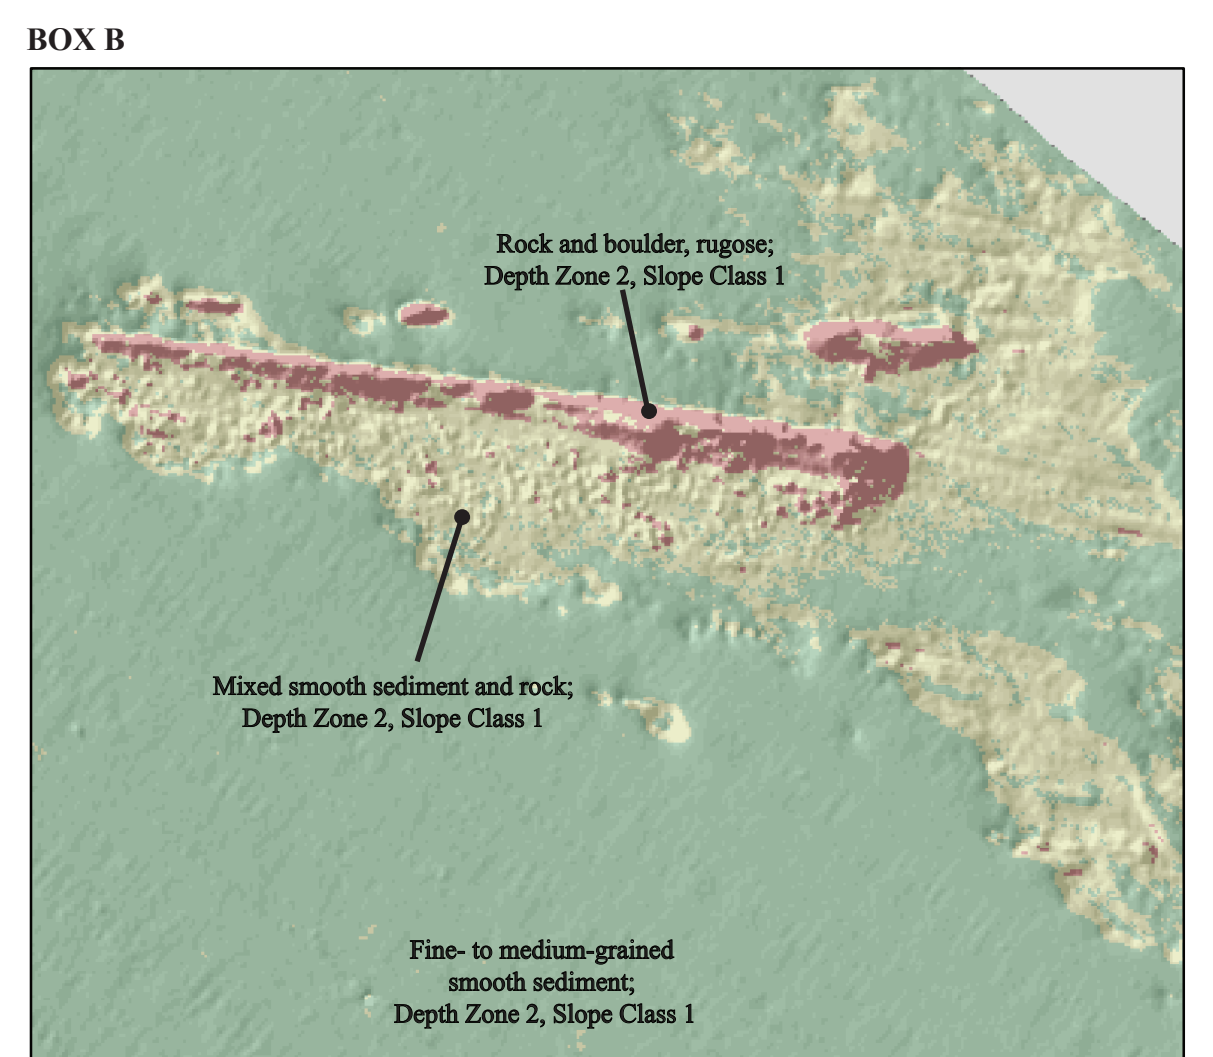 BOX B
Rock and boulder, rugose;
Depth Zone 2, Slope Class 1
Mixed smooth sediment and rock;
Depth Zone 2, Slope Class 1
Fine- to medium-grained
smooth sediment;
Depth Zone 2, Slope Class 1